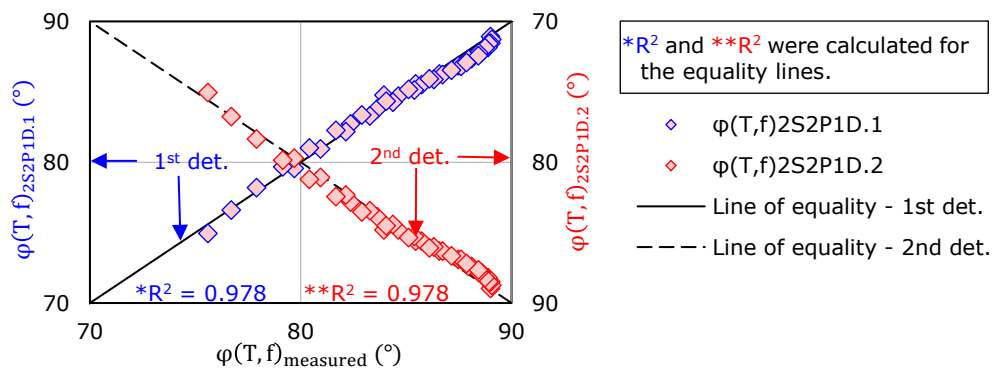 90
80
70
φ(T, f)2S2P1D.1 (°)
1st det.
2nd det.
*R² = 0.978
**R² = 0.978
70
80
90
φ(T, f)measured (°)
70
80
90
φ(T, f)2S2P1D.2 (°)
*R² and **R² were calculated for
the equality lines.
φ(T,f)2S2P1D.1
φ(T,f)2S2P1D.2
Line of equality - 1st det.
Line of equality - 2nd det.